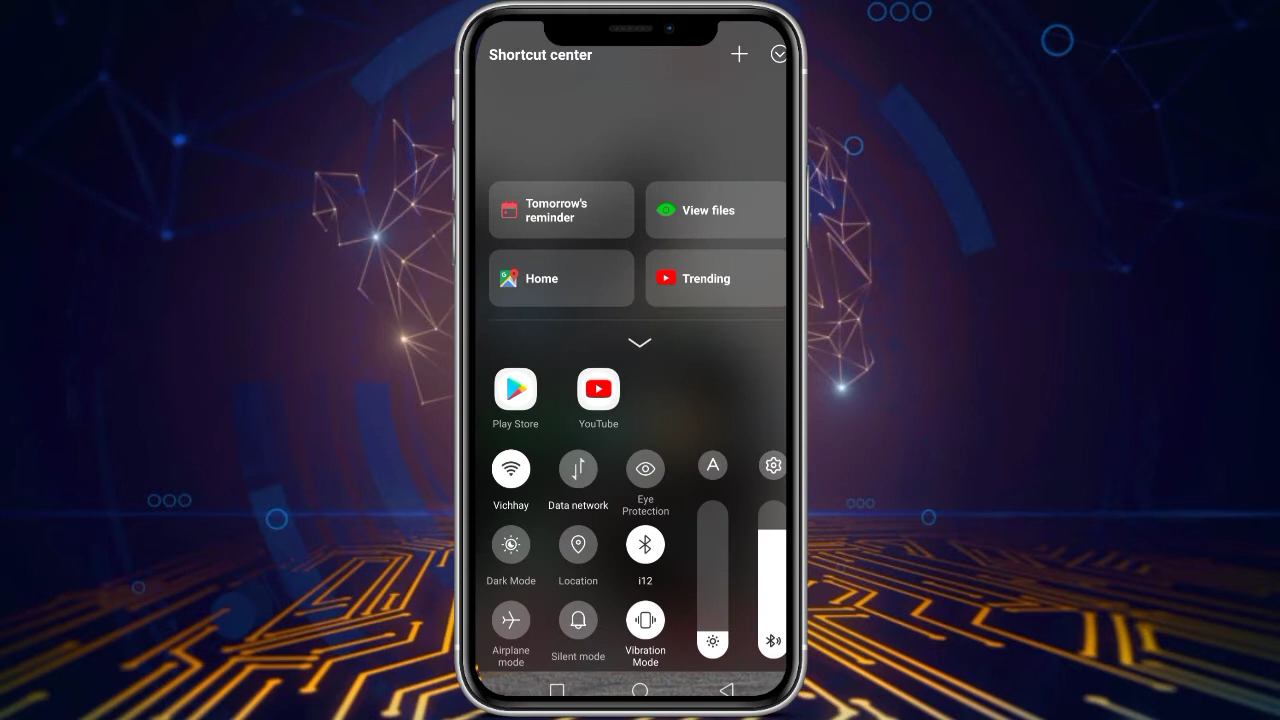 Shortcut center
Tomorrow's
reminder
View files
Home
Trending
Play Store
YouTube
A
Vichhay
Data network
Eye
Protection
Dark Mode
Location
i12
Airplane
mode
Silent mode
Vibration
Mode